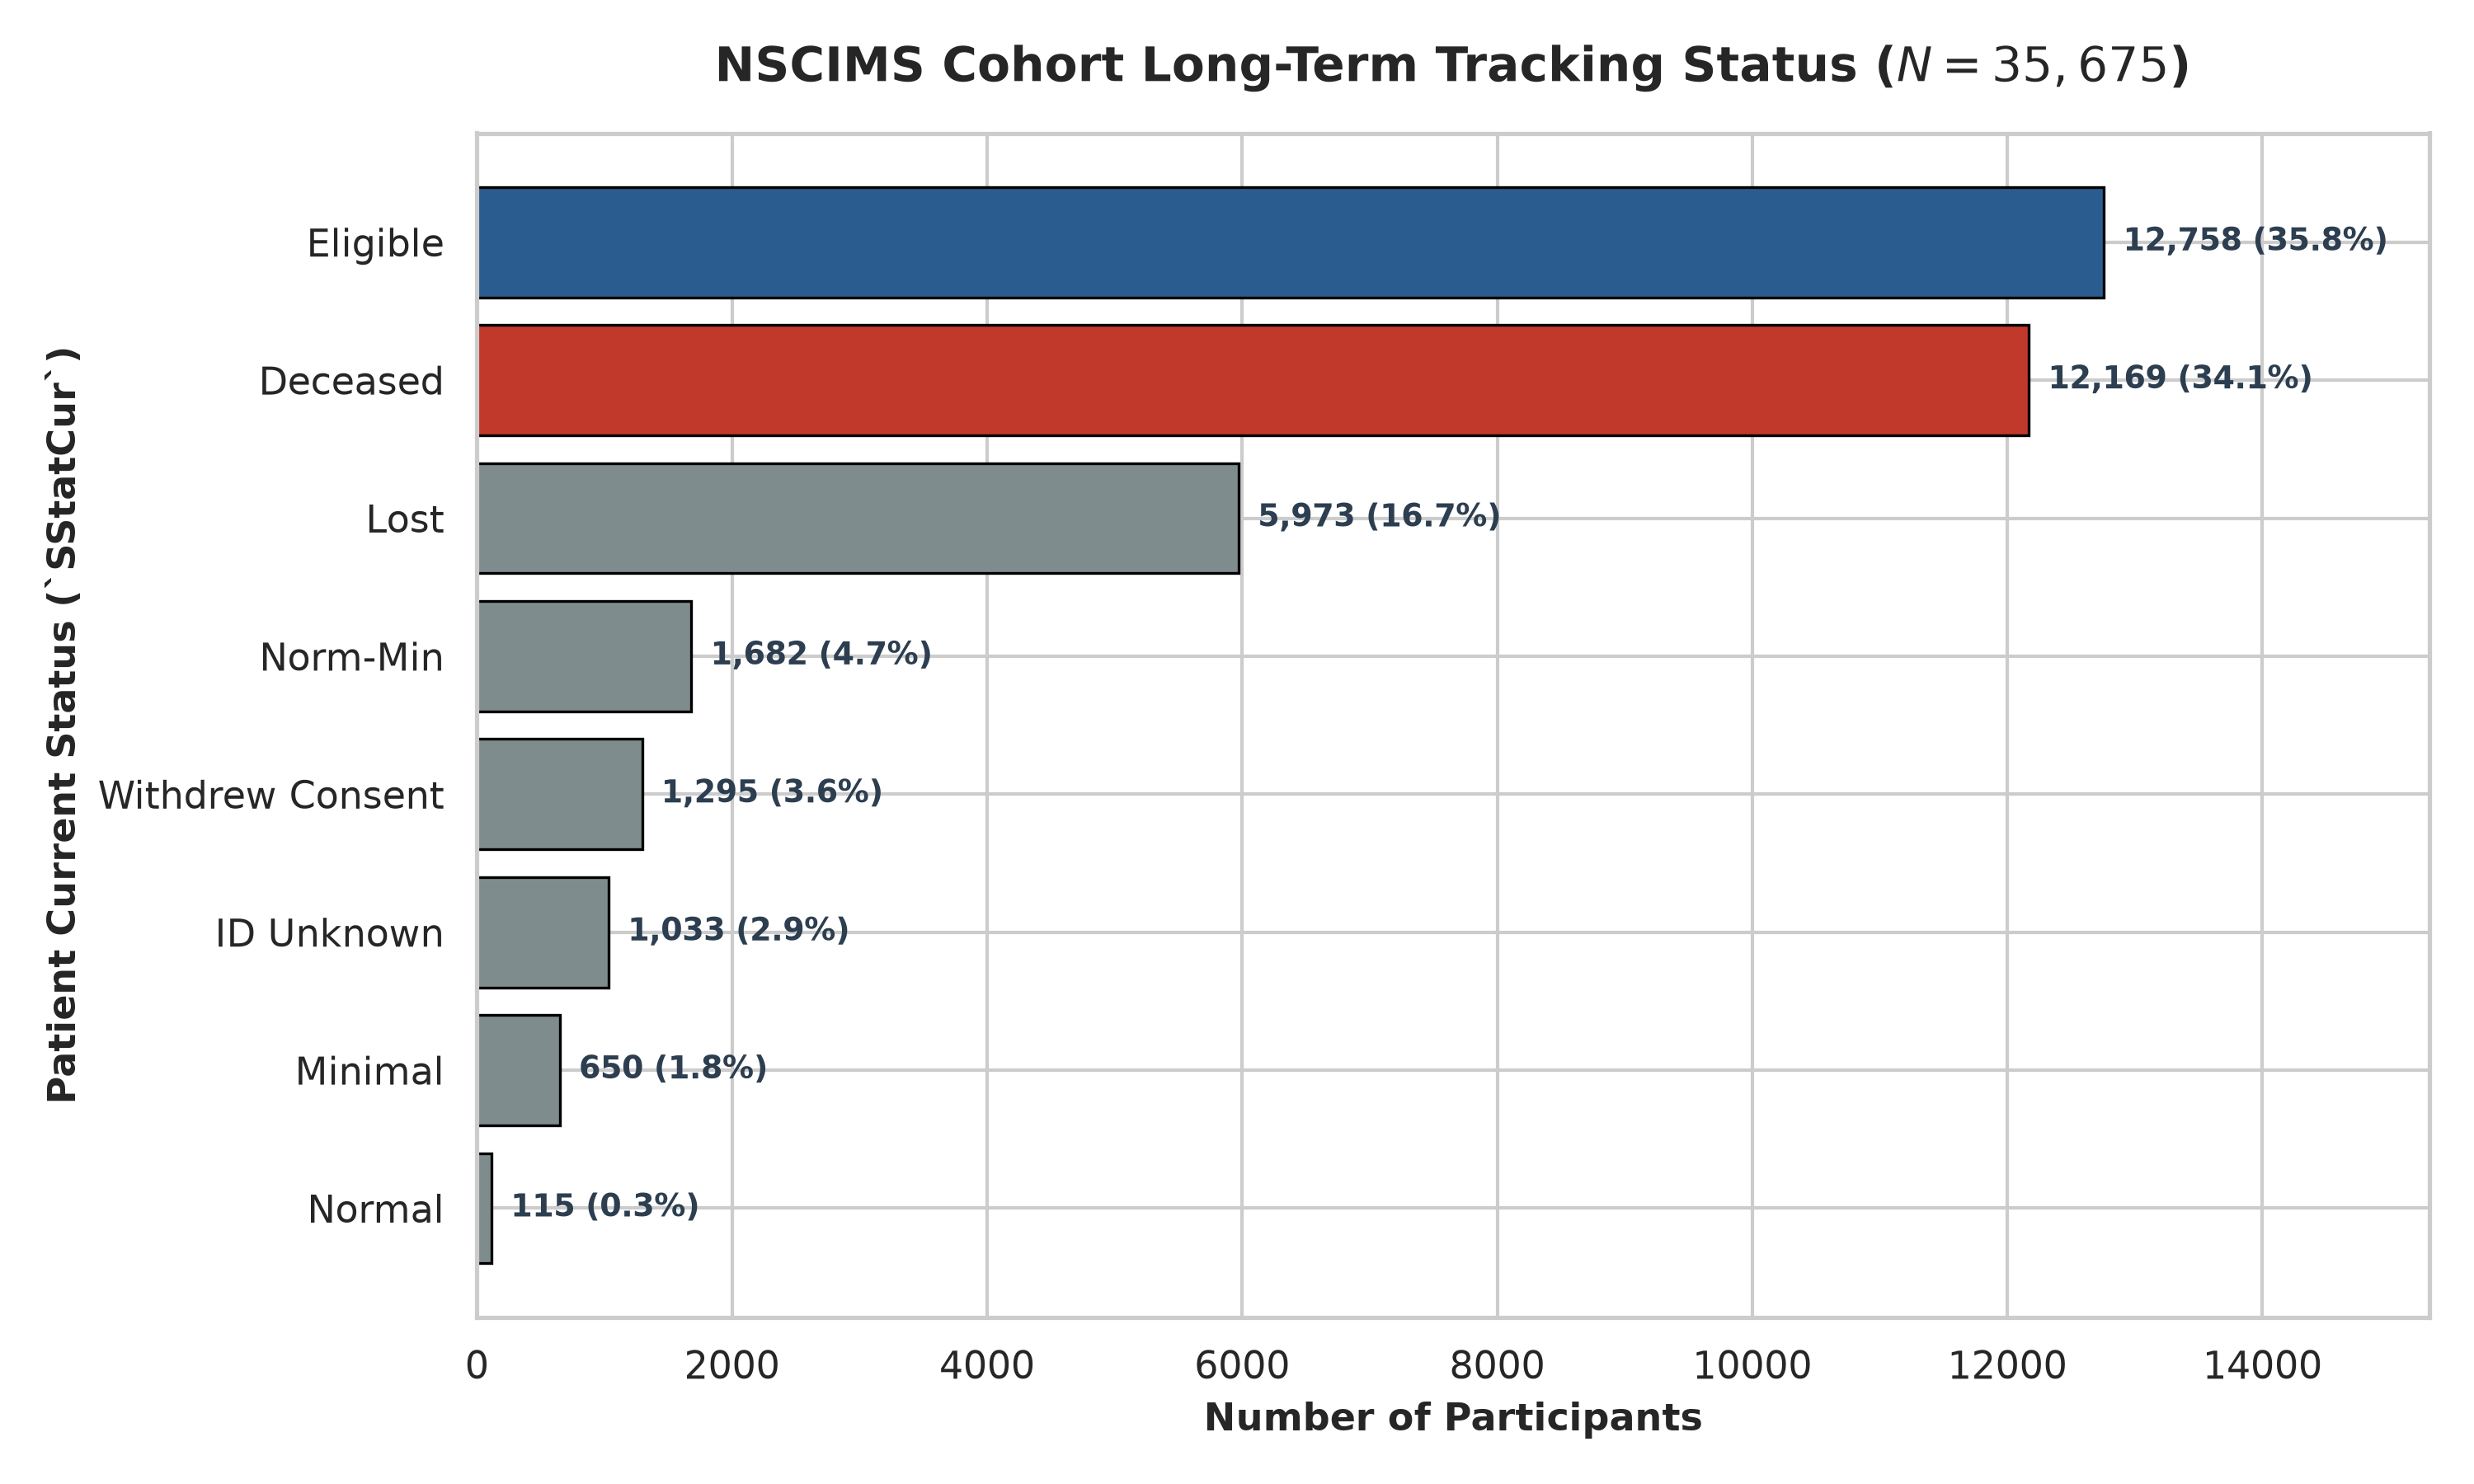 NSCIMS Cohort Long-Term Tracking Status (N = 35, 675)
Patient Current Status (`SStatCur`)
Eligible 12,758 (35.8%)
Deceased 12,169 (34.1%)
Lost 5,973 (16.7%)
Norm-Min 1,682 (4.7%)
Withdrew Consent 1,295 (3.6%)
ID Unknown 1,033 (2.9%)
Minimal 650 (1.8%)
Normal 115 (0.3%)
0 2000 4000 6000 8000 10000 12000 14000
Number of Participants